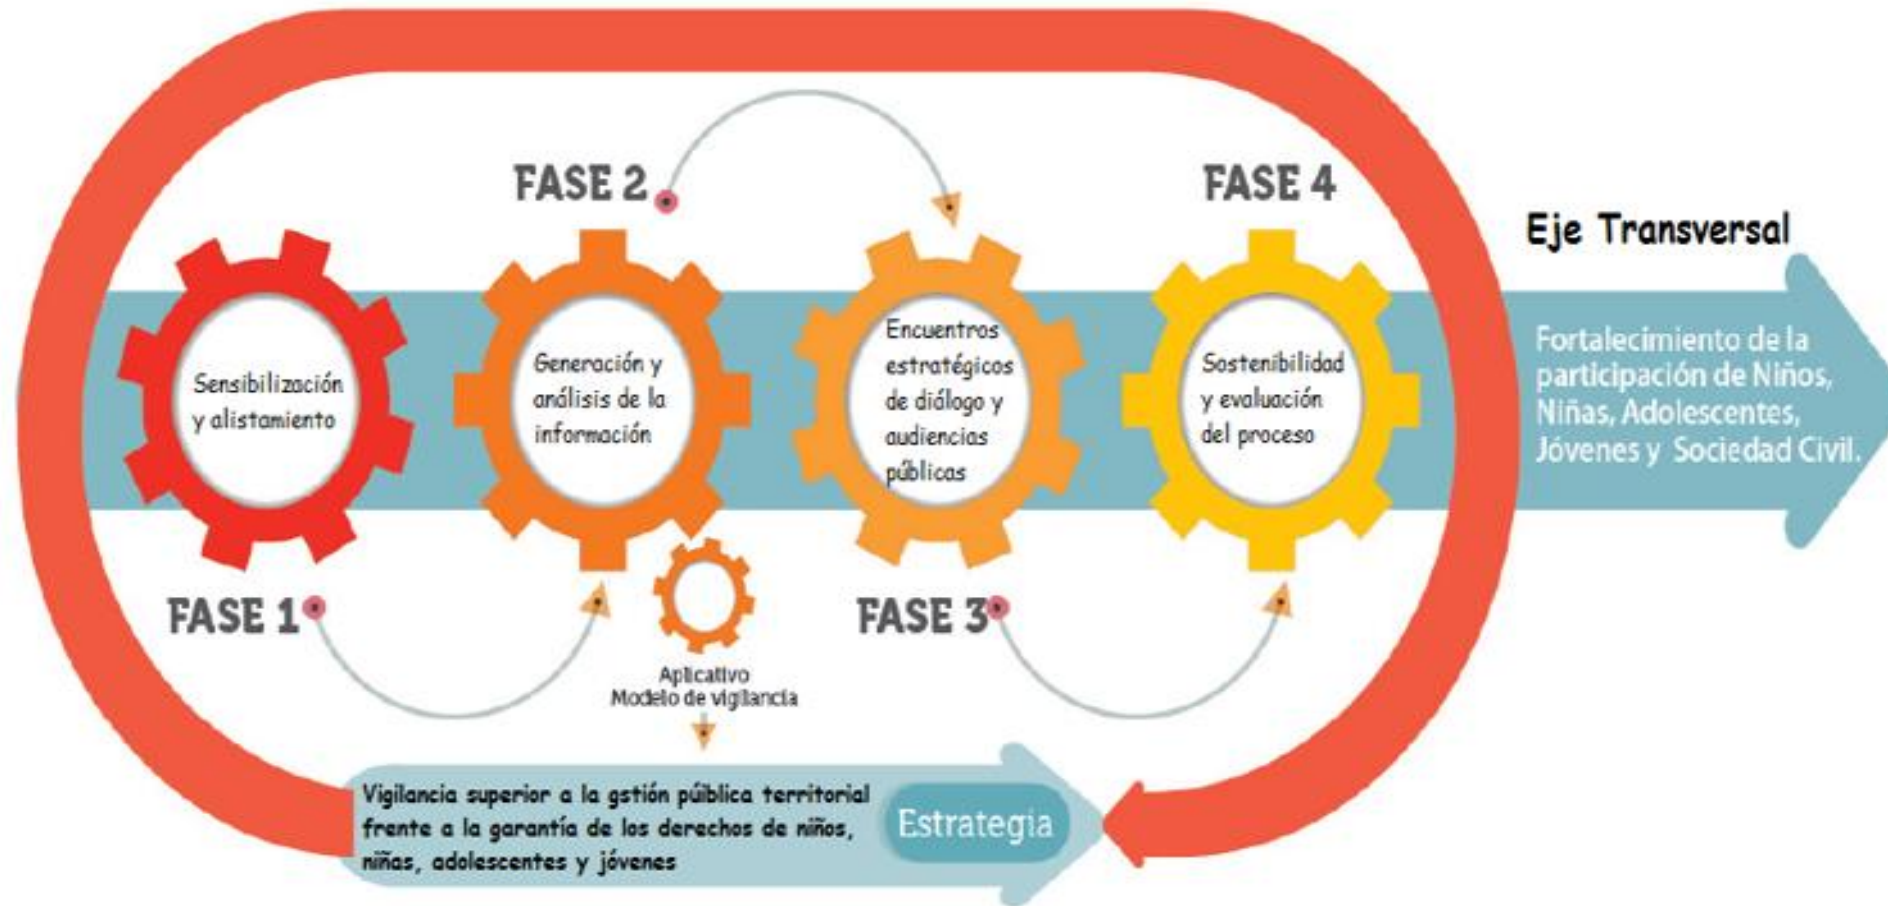 FASE 2
FASE 4
Eje Transversal
Sensibilización
y alistamiento
Generación y
análisis de la
información
Encuentros
estratégicos
de diálogo y
audiencias
públicas
Sostenibilidad
y evaluación
del proceso
Fortalecimiento de la
participación de Niños,
Niñas, Adolescentes,
Jóvenes y Sociedad Civil.
FASE 1
FASE 3
Aplicativo
Modelo de vigilancia
Vigilancia superior a la gstión púiblica territorial
frente a la garantía de los derechos de niños,
niñas, adolescentes y jóvenes
Estrategia